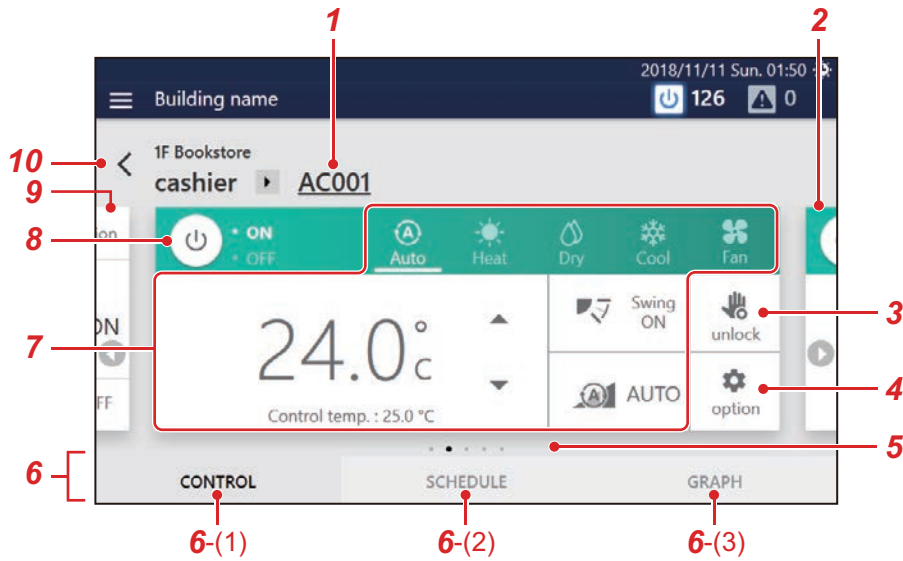 1
2
2018/11/11 Sun. 01:50
Building name
126
0
10
1F Bookstore
cashier
AC001
9
ion
8
ON
OFF
A
Auto
Heat
Dry
Cool
Fan
7
ON
FF
24.0°C
Control temp. : 25.0 °C
Swing
ON
A
AUTO
unlock
3
option
4
5
6
CONTROL
SCHEDULE
GRAPH
6-(1)
6-(2)
6-(3)